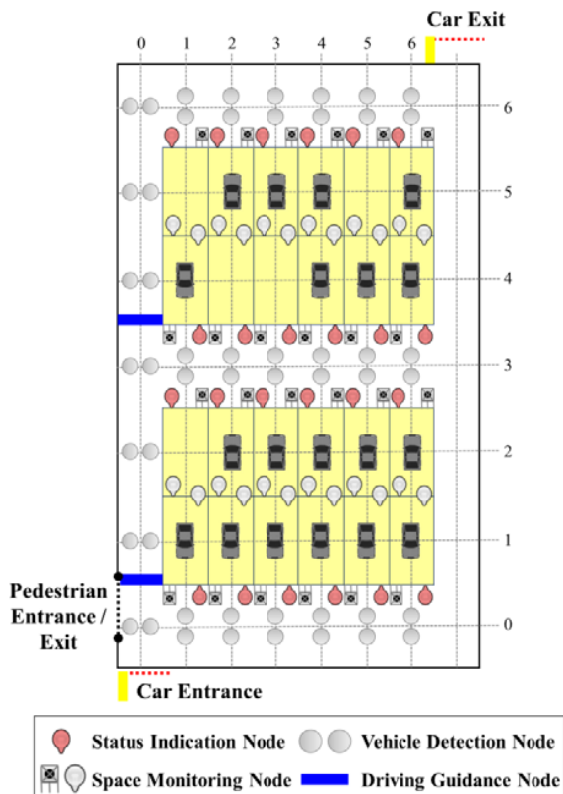 Car Exit
0 1 2 3 4 5 6
6
5
4
3
2
1
Pedestrian
Entrance /
Exit
0
Car Entrance
Status Indication Node Vehicle Detection Node
Space Monitoring Node Driving Guidance Node